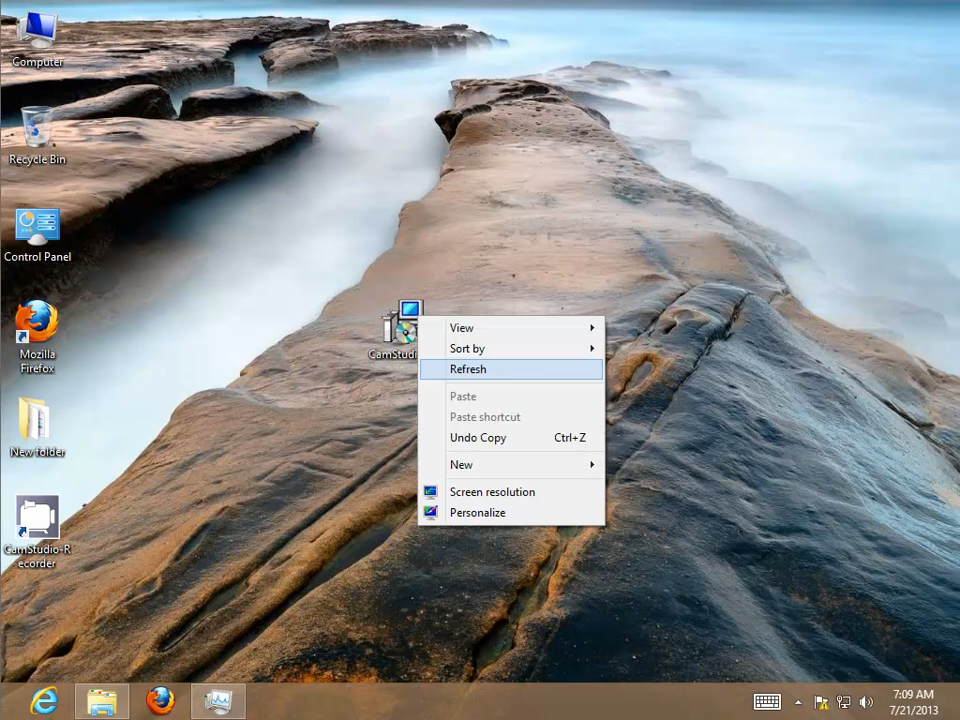 Computer
Recycle Bin
Control Panel
Mozilla
Firefox
New folder
CamStudio-R
ecorder
CamStudi
View
Sort by
Refresh
Paste
Paste shortcut
Undo Copy Ctrl+Z
New
Screen resolution
Personalize
7:09 AM
7/21/2013